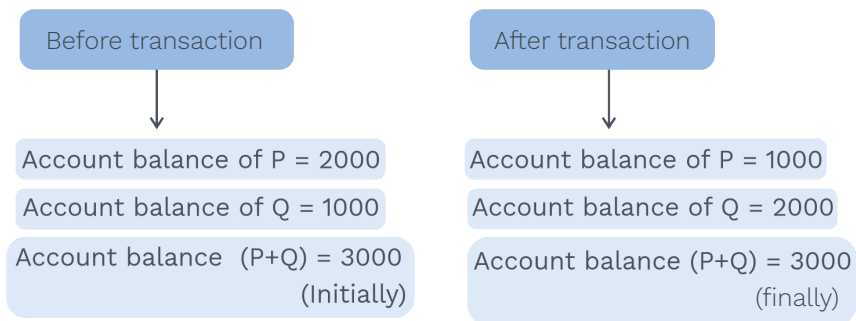 Before transaction
Account balance of P = 2000
Account balance of Q = 1000
Account balance (P+Q) = 3000
(Initially)
After transaction
Account balance of P = 1000
Account balance of Q = 2000
Account balance (P+Q) = 3000
(finally)